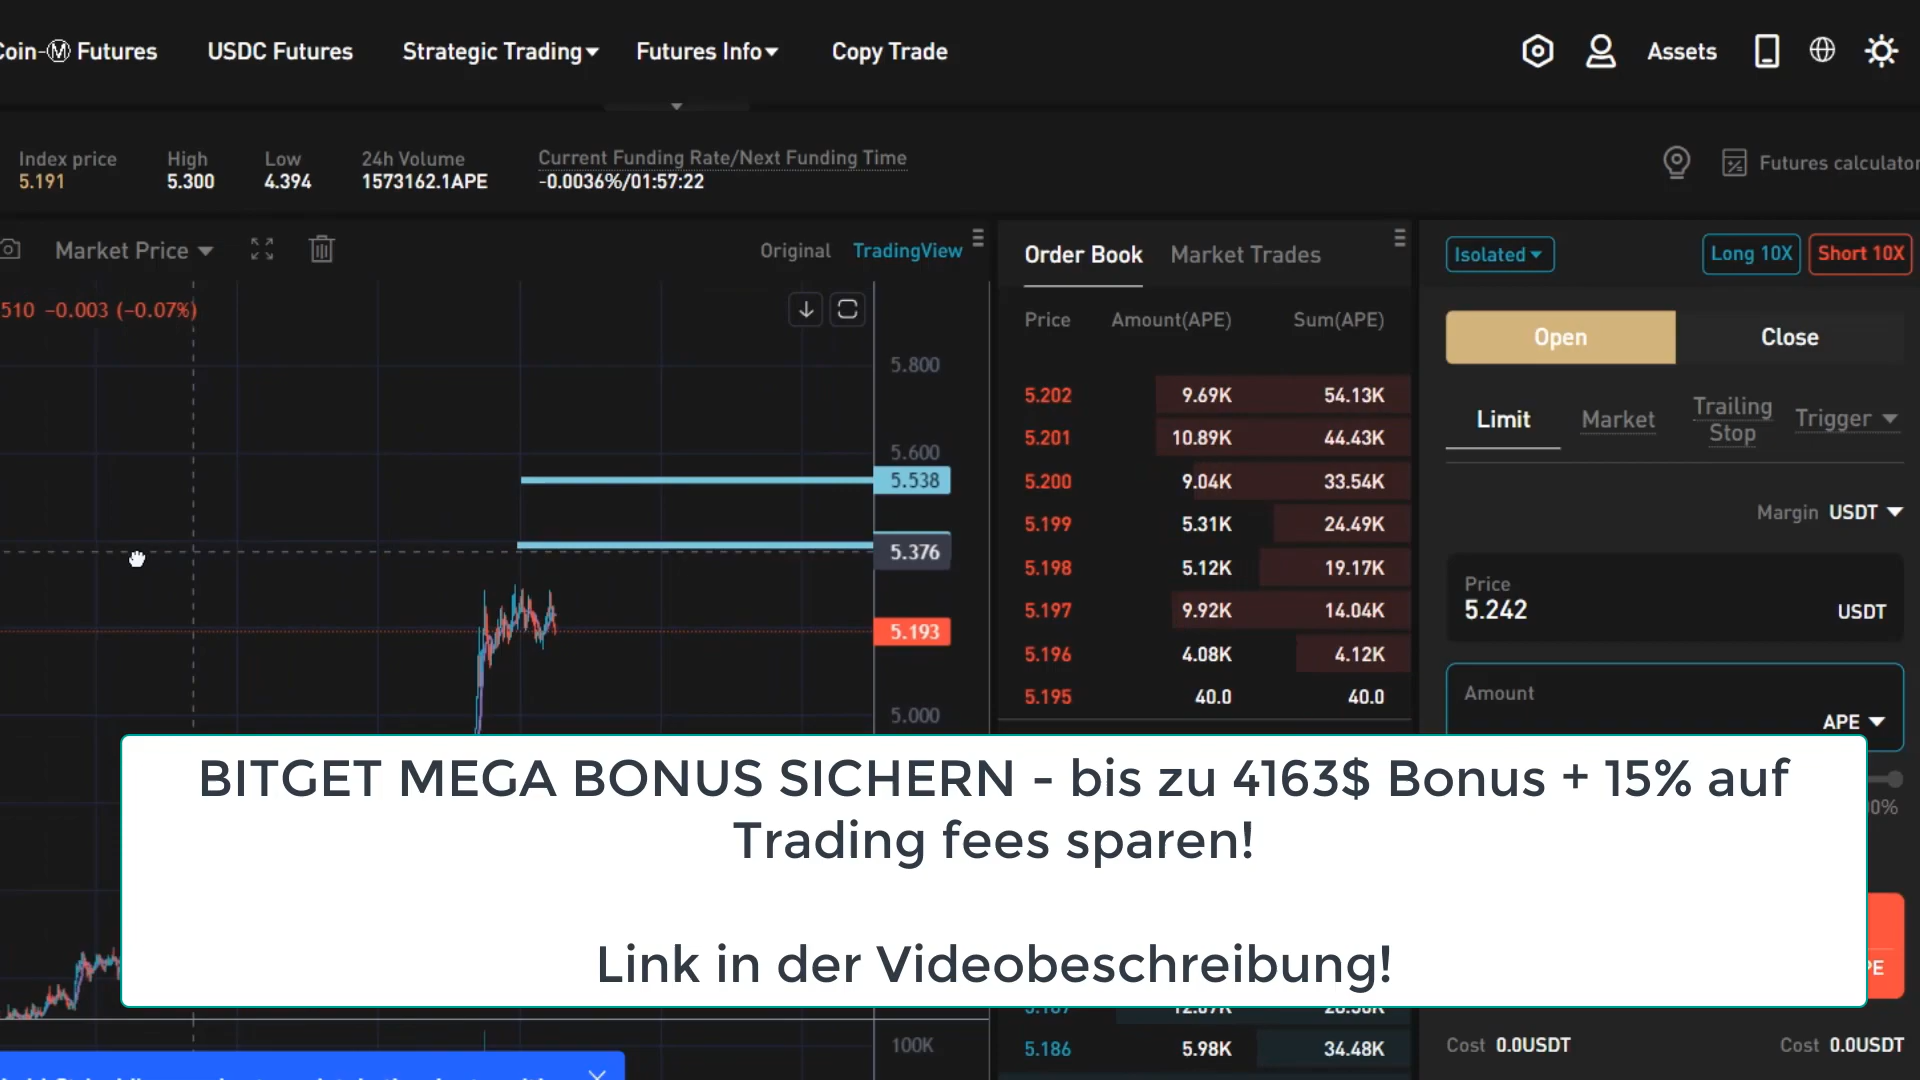 Coin-Ⓜ Futures USDC Futures Strategic Trading Futures Info Copy Trade Assets
Index price High Low 24h Volume Current Funding Rate/Next Funding Time
5.191 5.300 4.394 1573162.1APE -0.0036%/01:57:22
Futures calculator
Market Price Original TradingView
510 −0.003 (−0.07%)
5.800
5.600
5.538
5.376
5.193
5.000
100K
Order Book Market Trades
Price Amount(APE) Sum(APE)
5.202 9.69K 54.13K
5.201 10.89K 44.43K
5.200 9.04K 33.54K
5.199 5.31K 24.49K
5.198 5.12K 19.17K
5.197 9.92K 14.04K
5.196 4.08K 4.12K
5.195 40.0 40.0
5.186 5.98K 34.48K
Isolated Long 10X Short 10X
Open Close
Limit Market Trailing Stop Trigger
Margin USDT
Price
5.242 USDT
Amount
APE
BITGET MEGA BONUS SICHERN - bis zu 4163$ Bonus + 15% auf
Trading fees sparen!
Link in der Videobeschreibung!
Cost 0.0USDT Cost 0.0USDT